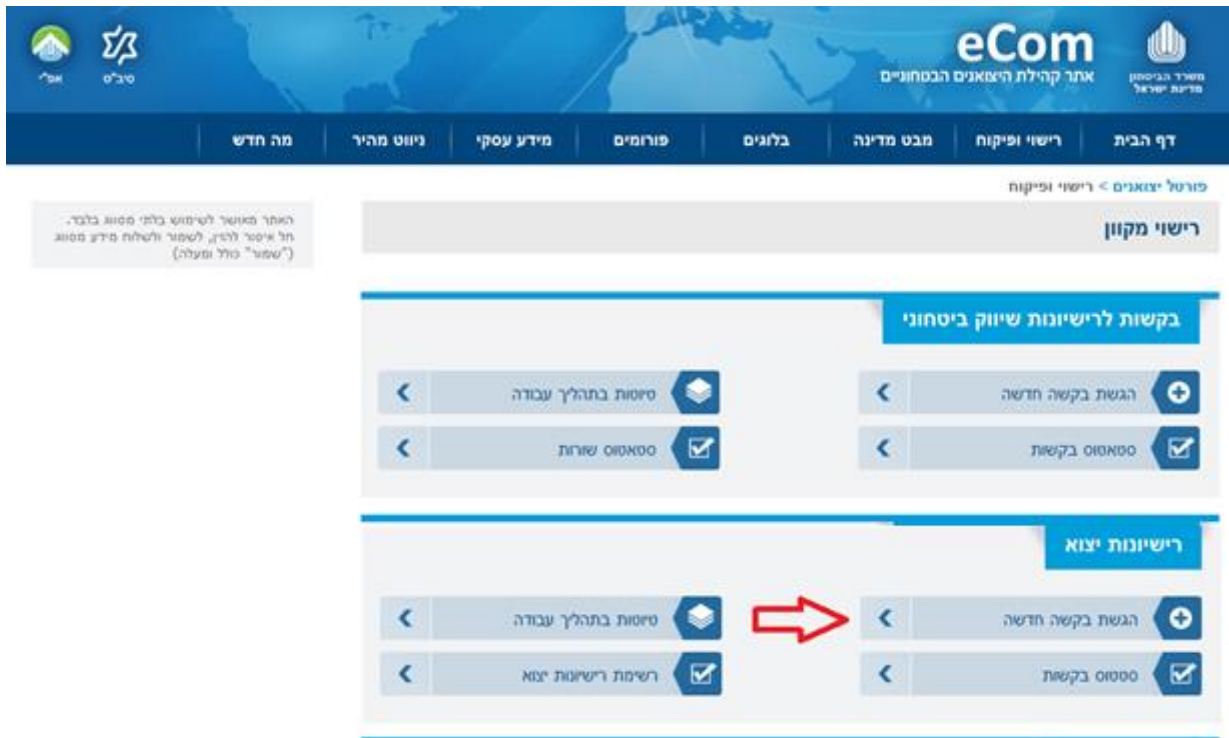 eCom
אתר קהילת היצואנים הבטחוניים
משרד הביטחון
מדינת ישראל
סיב"ט
אפ"י
דף הבית
רישוי ופיקוח
מבט מדינה
בלוגים
פורומים
מידע עסקי
ניווט מהיר
מה חדש
פורטל יצואנים > רישוי ופיקוח
רישוי מקוון
האתר מאושר לשימוש בלתי מסווג בלבד.
חל איסור להזין, לשמור ולשלוח מידע מסווג
("שמור" כולל ומעלה)
בקשות לרישיונות שיווק ביטחוני
הגשת בקשה חדשה
טיוטות בתהליך עבודה
סטאטוס בקשות
סטאטוס שורות
רישיונות יצוא
הגשת בקשה חדשה
טיוטות בתהליך עבודה
סטטוס בקשות
רשימת רישיונות יצוא